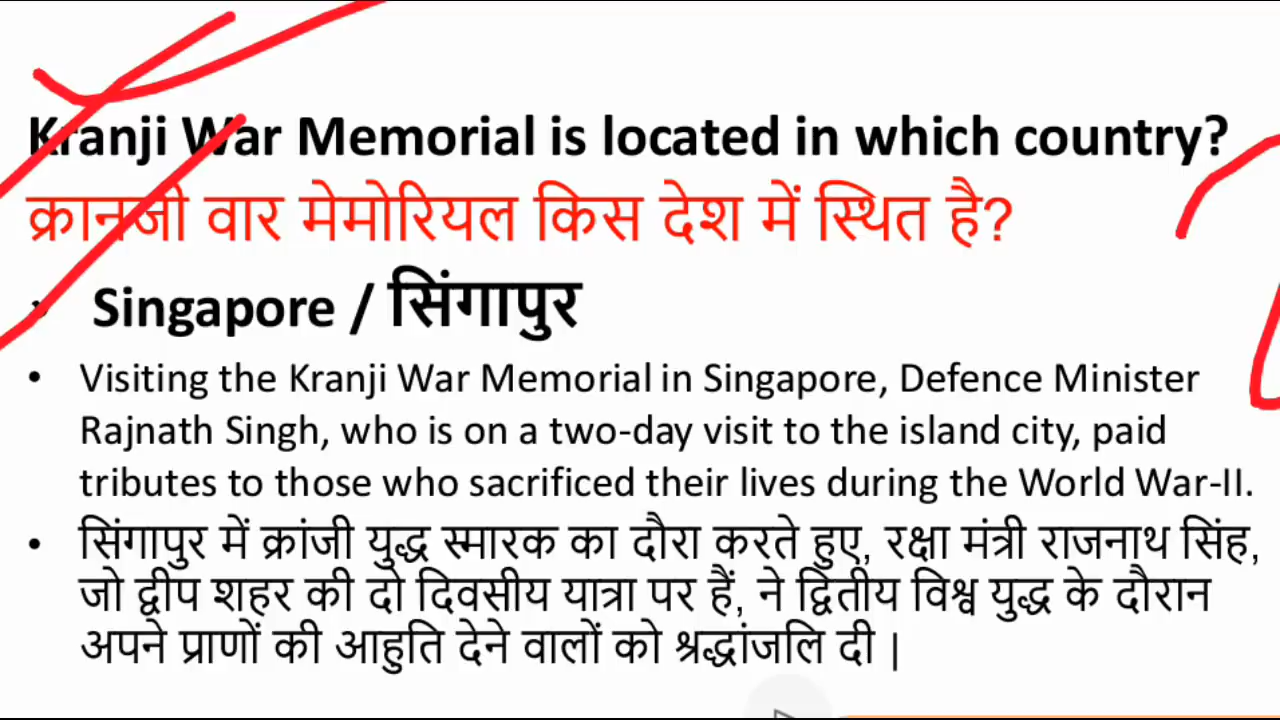 Kranji War Memorial is located in which country?
क्रानजी वार मेमोरियल किस देश में स्थित है?
Singapore / सिंगापुर
• Visiting the Kranji War Memorial in Singapore, Defence Minister
Rajnath Singh, who is on a two-day visit to the island city, paid
tributes to those who sacrificed their lives during the World War-II.
• सिंगापुर में क्रांजी युद्ध स्मारक का दौरा करते हुए, रक्षा मंत्री राजनाथ सिंह,
जो द्वीप शहर की दो दिवसीय यात्रा पर हैं, ने द्वितीय विश्व युद्ध के दौरान
अपने प्राणों की आहुति देने वालों को श्रद्धांजलि दी |